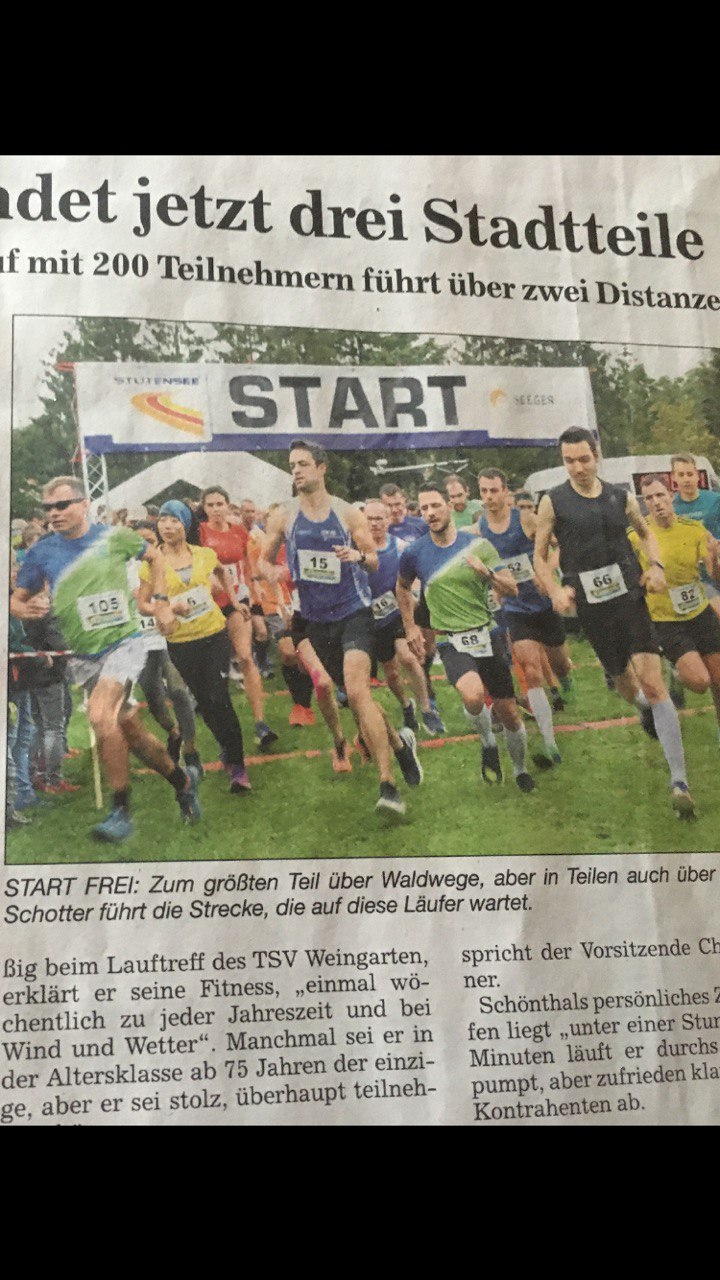 ndet jetzt drei Stadtteile
uf mit 200 Teilnehmern führt über zwei Distanze
STUTENSEE
START
SEEGER
15
105
14
5
16
68
52
66
82
START FREI: Zum größten Teil über Waldwege, aber in Teilen auch über
Schotter führt die Strecke, die auf diese Läufer wartet.
ßig beim Lauftreff des TSV Weingarten,
erklärt er seine Fitness, „einmal wö-
chentlich zu jeder Jahreszeit und bei
Wind und Wetter“. Manchmal sei er in
der Altersklasse ab 75 Jahren der einzi-
ge, aber er sei stolz, überhaupt teilneh-
spricht der Vorsitzende Ch
ner.
Schönthals persönliches Z
fen liegt „unter einer Stun
Minuten läuft er durchs
pumpt, aber zufrieden kla
Kontrahenten ab.